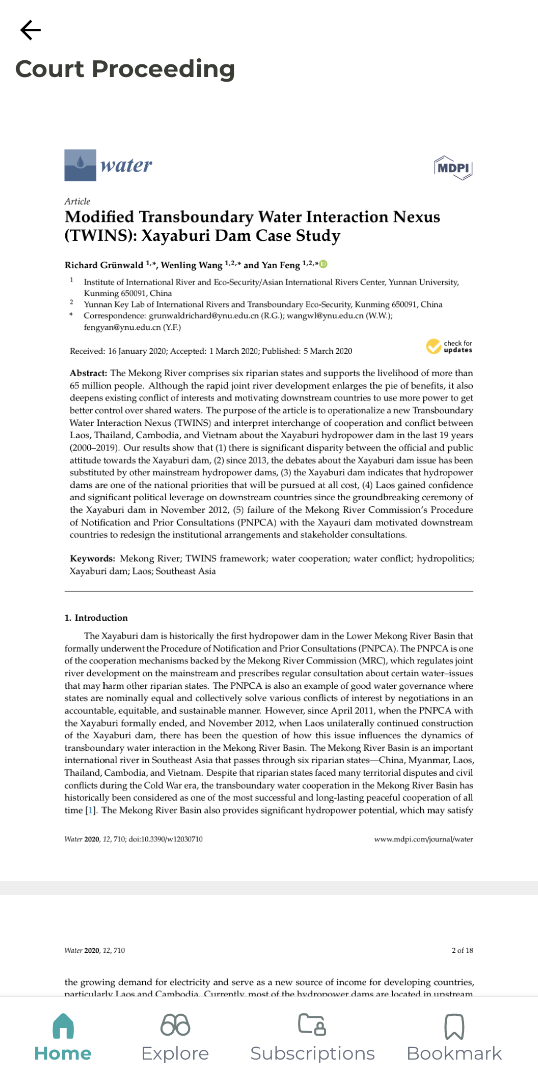 Court Proceeding
water
MDPI
Article
Modified Transboundary Water Interaction Nexus
(TWINS): Xayaburi Dam Case Study
Richard Grünwald 1,*, Wenling Wang 1,2,* and Yan Feng 1,2,*
1 Institute of International River and Eco-Security/Asian International Rivers Center, Yunnan University,
Kunming 650091, China
2 Yunnan Key Lab of International Rivers and Transboundary Eco-Security, Kunming 650091, China
* Correspondence: grunwaldrichard@ynu.edu.cn (R.G.); wangwl@ynu.edu.cn (W.W.);
fengyan@ynu.edu.cn (Y.F.)
Received: 16 January 2020; Accepted: 1 March 2020; Published: 5 March 2020
check for
updates
Abstract: The Mekong River comprises six riparian states and supports the livelihood of more than
65 million people. Although the rapid joint river development enlarges the pie of benefits, it also
deepens existing conflict of interests and motivating downstream countries to use more power to get
better control over shared waters. The purpose of the article is to operationalize a new Transboundary
Water Interaction Nexus (TWINS) and interpret interchange of cooperation and conflict between
Laos, Thailand, Cambodia, and Vietnam about the Xayaburi hydropower dam in the last 19 years
(2000–2019). Our results show that (1) there is significant disparity between the official and public
attitude towards the Xayaburi dam, (2) since 2013, the debates about the Xayaburi dam issue has been
substituted by other mainstream hydropower dams, (3) the Xayaburi dam indicates that hydropower
dams are one of the national priorities that will be pursued at all cost, (4) Laos gained confidence
and significant political leverage on downstream countries since the groundbreaking ceremony of
the Xayaburi dam in November 2012, (5) failure of the Mekong River Commission's Procedure
of Notification and Prior Consultations (PNPCA) with the Xayauri dam motivated downstream
countries to redesign the institutional arrangements and stakeholder consultations.
Keywords: Mekong River; TWINS framework; water cooperation; water conflict; hydropolitics;
Xayaburi dam; Laos; Southeast Asia
1. Introduction
The Xayaburi dam is historically the first hydropower dam in the Lower Mekong River Basin that
formally underwent the Procedure of Notification and Prior Consultations (PNPCA). The PNPCA is one
of the cooperation mechanisms backed by the Mekong River Commission (MRC), which regulates joint
river development on the mainstream and prescribes regular consultation about certain water–issues
that may harm other riparian states. The PNPCA is also an example of good water governance where
states are nominally equal and collectively solve various conflicts of interest by negotiations in an
accountable, equitable, and sustainable manner. However, since April 2011, when the PNPCA with
the Xayaburi formally ended, and November 2012, when Laos unilaterally continued construction
of the Xayaburi dam, there has been the question of how this issue influences the dynamics of
transboundary water interaction in the Mekong River Basin. The Mekong River Basin is an important
international river in Southeast Asia that passes through six riparian states—China, Myanmar, Laos,
Thailand, Cambodia, and Vietnam. Despite that riparian states faced many territorial disputes and civil
conflicts during the Cold War era, the transboundary water cooperation in the Mekong River Basin has
historically been considered as one of the most successful and long-lasting peaceful cooperation of all
time [1]. The Mekong River Basin also provides significant hydropower potential, which may satisfy
Water 2020, 12, 710; doi:10.3390/w12030710
www.mdpi.com/journal/water
Water 2020, 12, 710
2 of 18
the growing demand for electricity and serve as a new source of income for developing countries,
particularly Laos and Cambodia. Currently, most of the hydropower dams are located in upstream
Home
Explore
Subscriptions
Bookmark